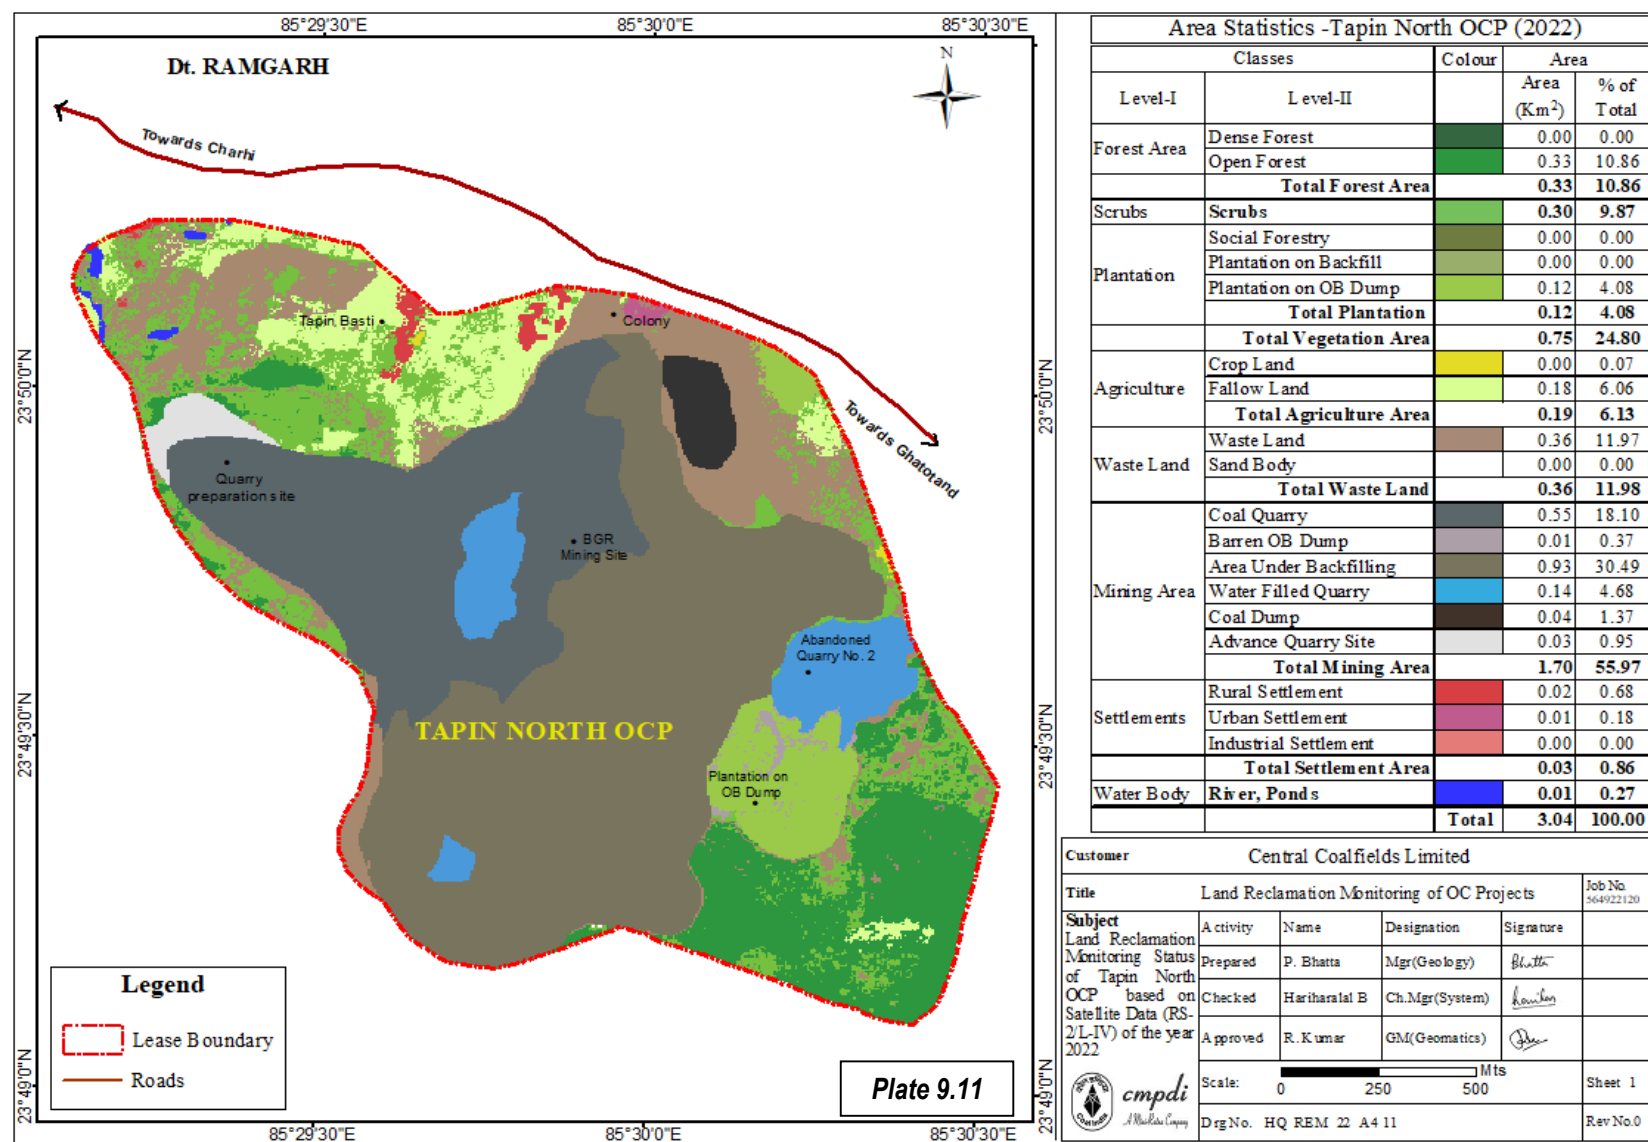 85°29'30"E 85°30'0"E 85°30'30"E
Dt. RAMGARH
N
Towards Charhi
Tapin Basti
Colony
23°50'0"N
23°50'0"N
Towards Ghatotand
Quarry
preparation site
BGR
Mining Site
Abandoned
Quarry No. 2
TAPIN NORTH OCP
23°49'30"N
23°49'30"N
Plantation on
OB Dump
Legend
Lease Boundary
Roads
Plate 9.11
23°49'0"N
23°49'0"N
85°29'30"E 85°30'0"E 85°30'30"E
Area Statistics -Tapin North OCP (2022)
Classes Colour Area
Level-I Level-II Area (Km²) % of Total
Forest Area Dense Forest 0.00 0.00
Open Forest 0.33 10.86
Total Forest Area 0.33 10.86
Scrubs Scrubs 0.30 9.87
Plantation Social Forestry 0.00 0.00
Plantation on Backfill 0.00 0.00
Plantation on OB Dump 0.12 4.08
Total Plantation 0.12 4.08
Total Vegetation Area 0.75 24.80
Agriculture Crop Land 0.00 0.07
Fallow Land 0.18 6.06
Total Agriculture Area 0.19 6.13
Waste Land Waste Land 0.36 11.97
Sand Body 0.00 0.00
Total Waste Land 0.36 11.98
Mining Area Coal Quarry 0.55 18.10
Barren OB Dump 0.01 0.37
Area Under Backfilling 0.93 30.49
Water Filled Quarry 0.14 4.68
Coal Dump 0.04 1.37
Advance Quarry Site 0.03 0.95
Total Mining Area 1.70 55.97
Settlements Rural Settlement 0.02 0.68
Urban Settlement 0.01 0.18
Industrial Settlement 0.00 0.00
Total Settlement Area 0.03 0.86
Water Body River, Ponds 0.01 0.27
Total 3.04 100.00
Customer Central Coalfields Limited
Title Land Reclamation Monitoring of OC Projects Job No. 564922120
Subject
Land Reclamation
Monitoring Status
of Tapin North
OCP based on
Satellite Data (RS-
2/L-IV) of the year
2022
Activity Name Designation Signature
Prepared P. Bhatta Mgr(Geology) Bhatta
Checked Hariharalal B Ch.Mgr(System)
Approved R.Kumar GM(Geomatics)
cmpdi
A Mini Ratna Company
Scale: 0 250 500 Mts Sheet 1
Drg No. HQ REM 22 A4 11 Rev No.0